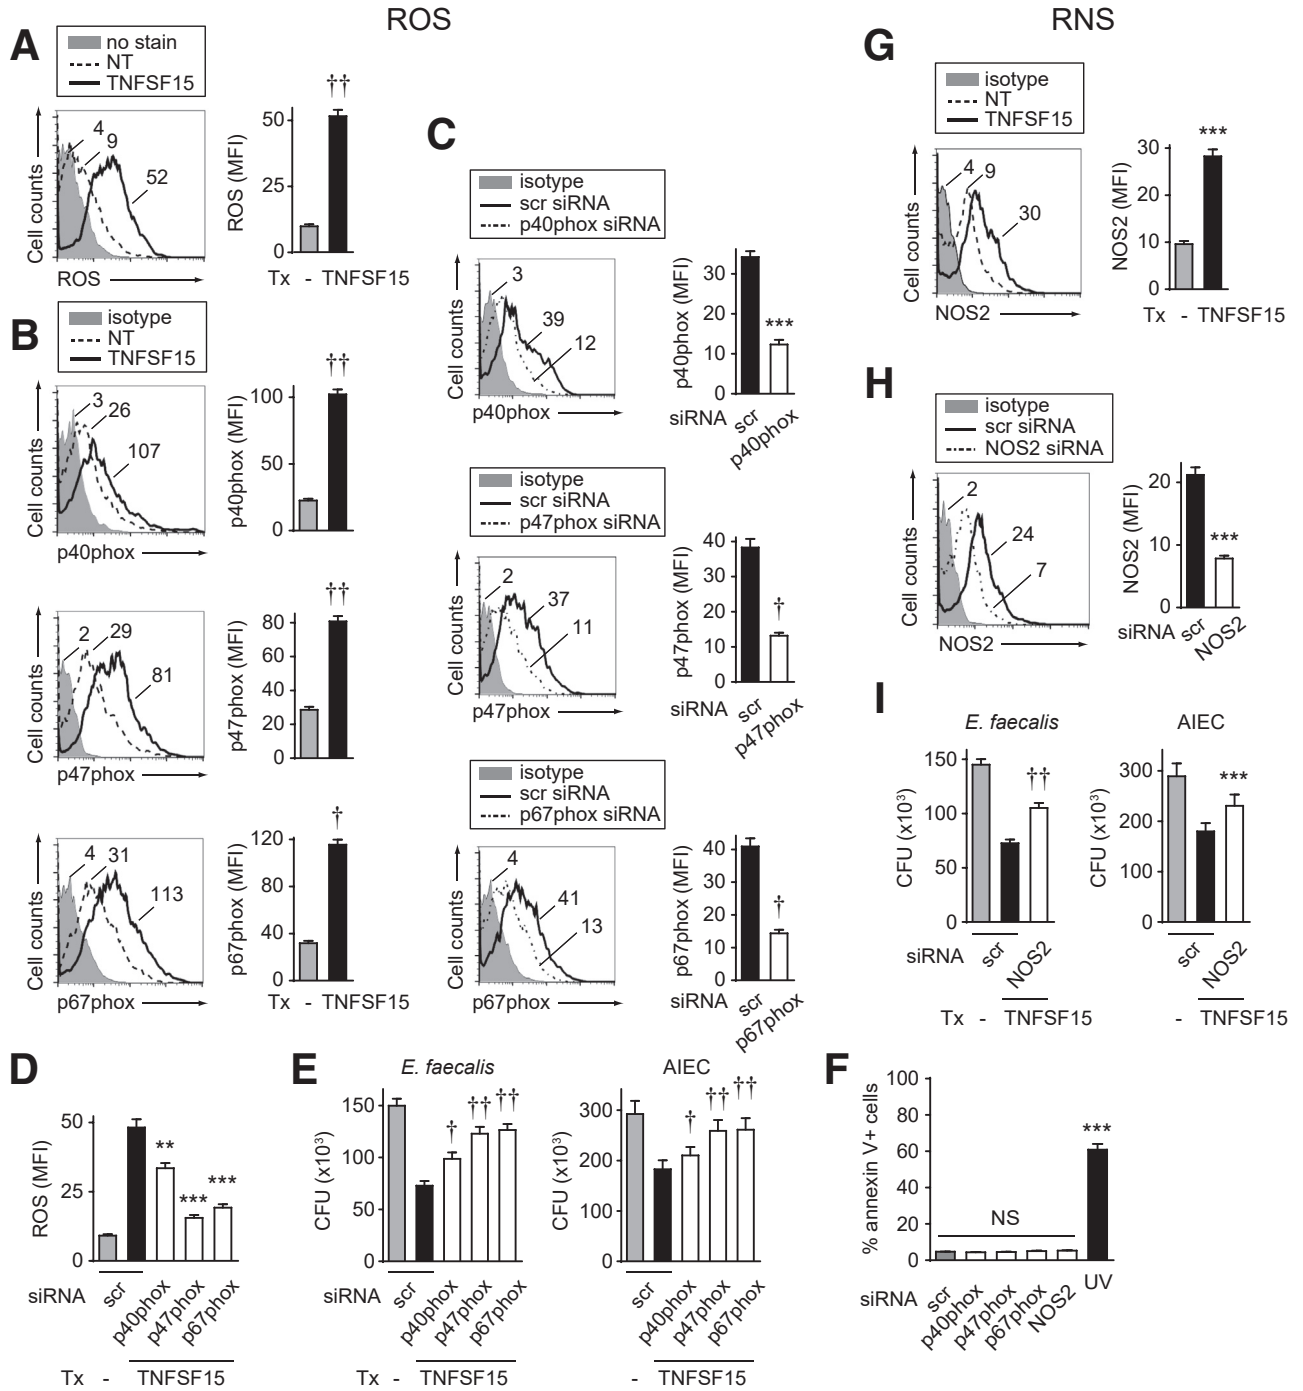 ROS
RNS
A
no stain
NT
TNFSF15
Cell counts
4
9
52
ROS
ROS (MFI)
50
25
0
††
Tx - TNFSF15
B
isotype
NT
TNFSF15
Cell counts
3
26
107
p40phox
p40phox (MFI)
100
50
0
††
Cell counts
2
29
81
p47phox
p47phox (MFI)
80
60
40
20
0
††
Cell counts
4
31
113
p67phox
p67phox (MFI)
120
80
40
0
†
Tx - TNFSF15
C
isotype
scr siRNA
p40phox siRNA
Cell counts
3
39
12
p40phox
p40phox (MFI)
30
20
10
0
***
siRNA
scr
p40phox
isotype
scr siRNA
p47phox siRNA
Cell counts
2
37
11
p47phox
p47phox (MFI)
40
30
20
10
0
†
siRNA
scr
p47phox
isotype
scr siRNA
p67phox siRNA
Cell counts
4
41
13
p67phox
p67phox (MFI)
40
30
20
10
0
†
siRNA
scr
p67phox
D
ROS (MFI)
50
25
0
**
***
***
siRNA
scr
p40phox
p47phox
p67phox
Tx - TNFSF15
E
E. faecalis
CFU (x10³)
150
100
50
0
†
††
††
siRNA
scr
p40phox
p47phox
p67phox
Tx - TNFSF15
AIEC
CFU (x10³)
300
200
100
0
†
††
††
scr
p40phox
p47phox
p67phox
- TNFSF15
F
% annexin V+ cells
100
80
60
40
20
0
NS
***
siRNA
scr
p40phox
p47phox
p67phox
NOS2
UV
G
isotype
NT
TNFSF15
Cell counts
4
9
30
NOS2
NOS2 (MFI)
30
20
10
0
***
Tx - TNFSF15
H
isotype
scr siRNA
NOS2 siRNA
Cell counts
2
24
7
NOS2
NOS2 (MFI)
20
10
0
***
siRNA
scr
NOS2
I
E. faecalis
CFU (x10³)
150
100
50
0
††
siRNA
scr
NOS2
Tx - TNFSF15
AIEC
CFU (x10³)
300
200
100
0
***
scr
NOS2
- TNFSF15